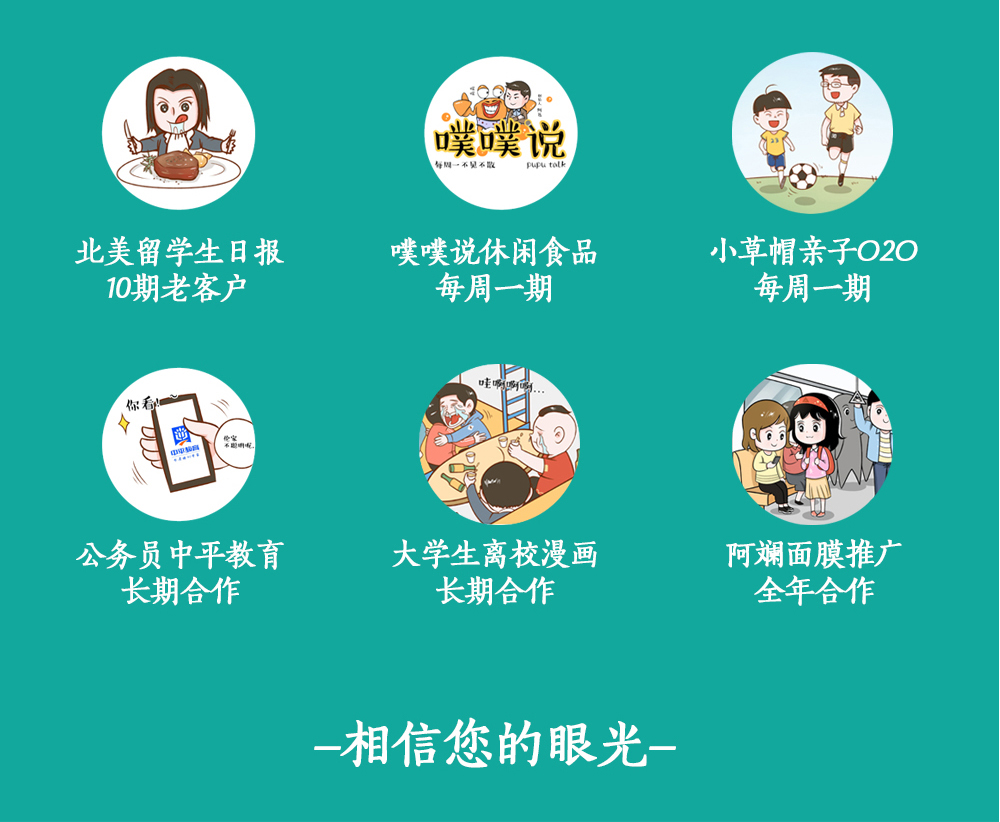 噗噗说
每周一不见不散
pupu talk
北美留学生日报
10期老客户
噗噗说休闲食品
每周一期
小草帽亲子O2O
每周一期
你看!~
中平教育
哇啊啊啊...
公务员中平教育
长期合作
大学生离校漫画
长期合作
阿斓面膜推广
全年合作
–相信您的眼光–